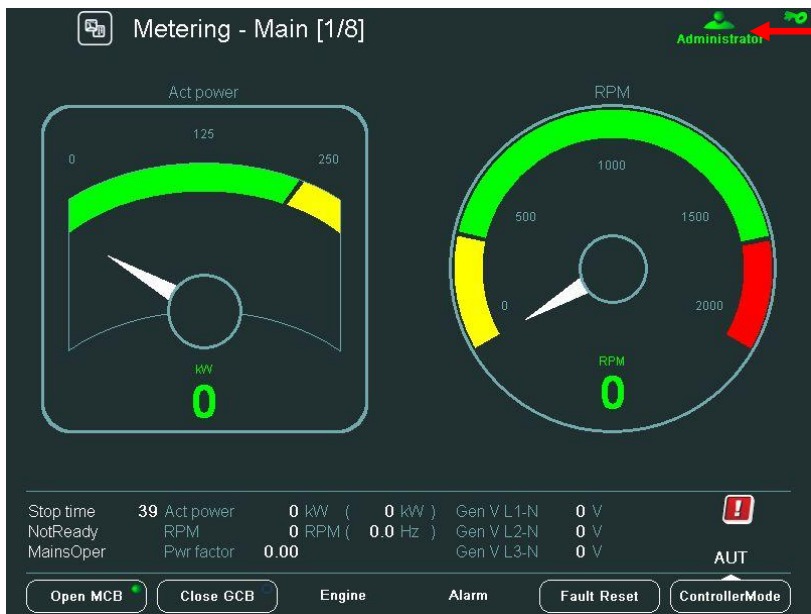 Metering - Main [1/8]
Administrator
Act power
RPM
0
125
250
0
500
1000
1500
2000
kW
0
RPM
0
Stop time 39 Act power 0 kW ( 0 kW ) Gen V L1-N 0 V
NotReady RPM 0 RPM ( 0.0 Hz ) Gen V L2-N 0 V
MainsOper Pwr factor 0.00 Gen V L3-N 0 V
!
AUT
Open MCB Close GCB Engine Alarm Fault Reset ControllerMode